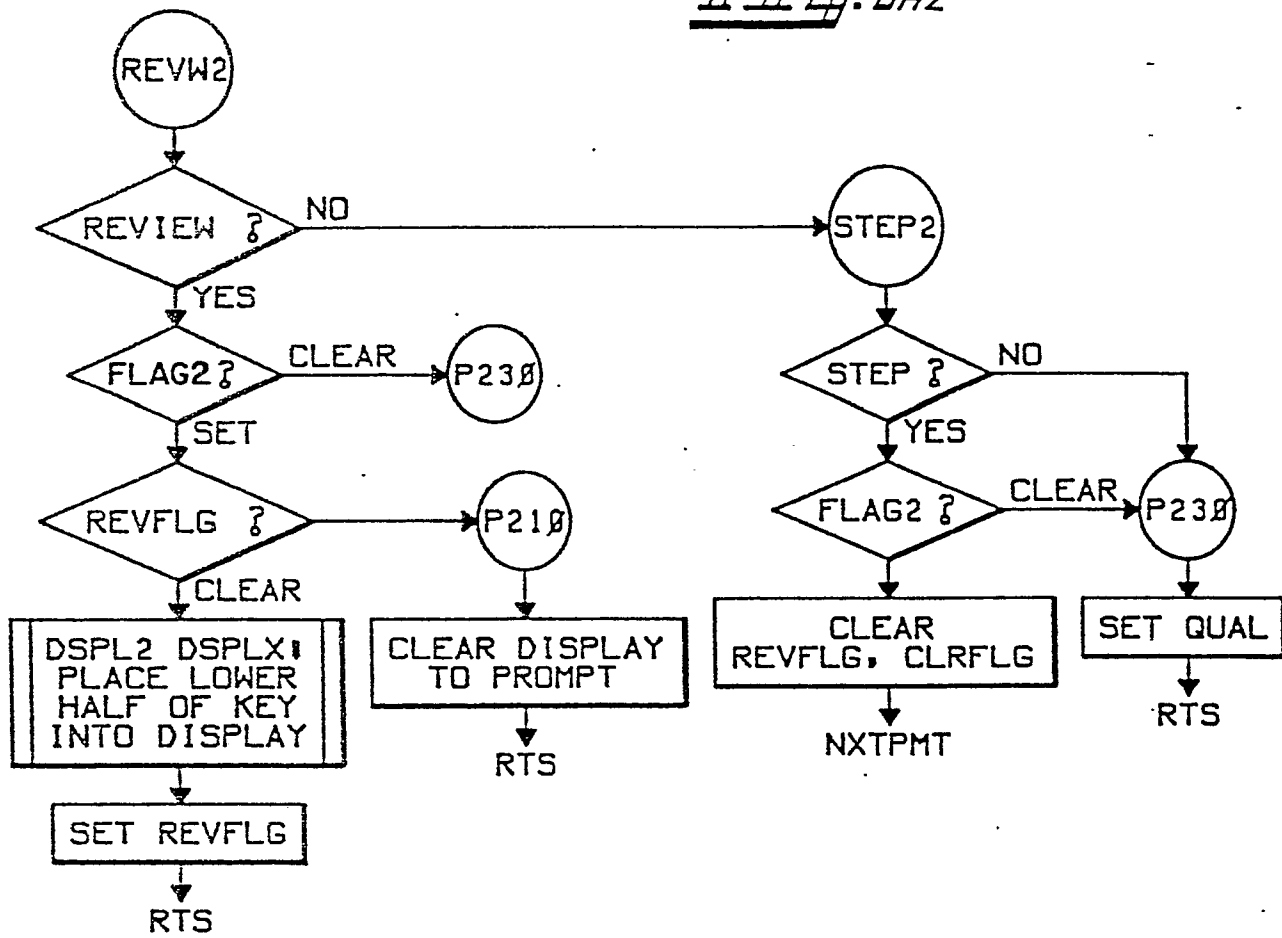 REVW2
REVIEW ?
NO
STEP2
YES
FLAG2?
CLEAR
P230
STEP ?
NO
SET
YES
REVFLG ?
P210
FLAG2 ?
CLEAR
P230
CLEAR
DSPL2 DSPLX:
PLACE LOWER
HALF OF KEY
INTO DISPLAY
CLEAR DISPLAY
TO PROMPT
CLEAR
REVFLG, CLRFLG
SET QUAL
RTS
NXTPMT
RTS
SET REVFLG
RTS